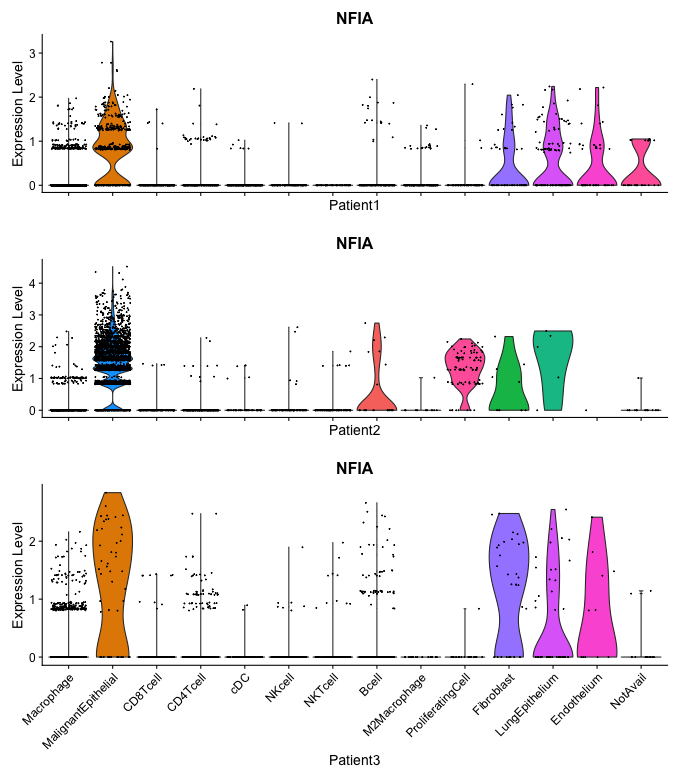 NFIA
Expression Level
3
2
1
0
Patient1
NFIA
Expression Level
4
3
2
1
0
Patient2
NFIA
Expression Level
2
1
0
Macrophage
MalignantEpithelial
CD8Tcell
CD4Tcell
cDC
NKcell
NKTcell
Bcell
M2Macrophage
ProliferatingCell
Fibroblast
LungEpithelium
Endothelium
NotAvail
Patient3